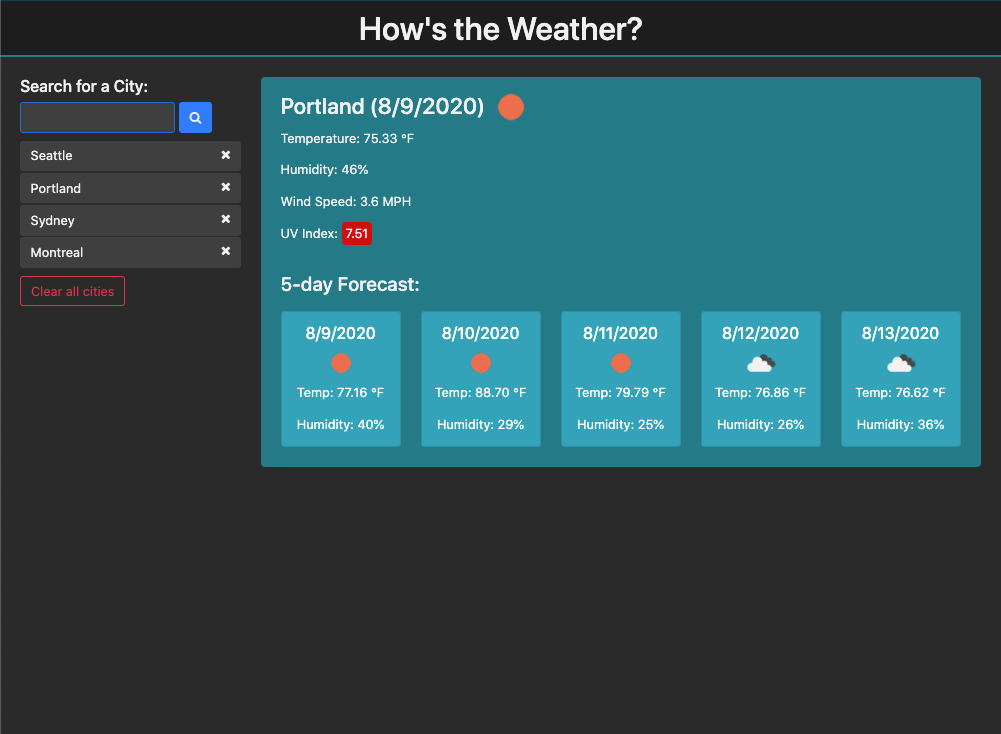 How's the Weather?
Search for a City:
Seattle
Portland
Sydney
Montreal
Clear all cities
Portland (8/9/2020)
Temperature: 75.33 °F
Humidity: 46%
Wind Speed: 3.6 MPH
UV Index: 7.51
5-day Forecast:
8/9/2020
Temp: 77.16 °F
Humidity: 40%
8/10/2020
Temp: 88.70 °F
Humidity: 29%
8/11/2020
Temp: 79.79 °F
Humidity: 25%
8/12/2020
Temp: 76.86 °F
Humidity: 26%
8/13/2020
Temp: 76.62 °F
Humidity: 36%